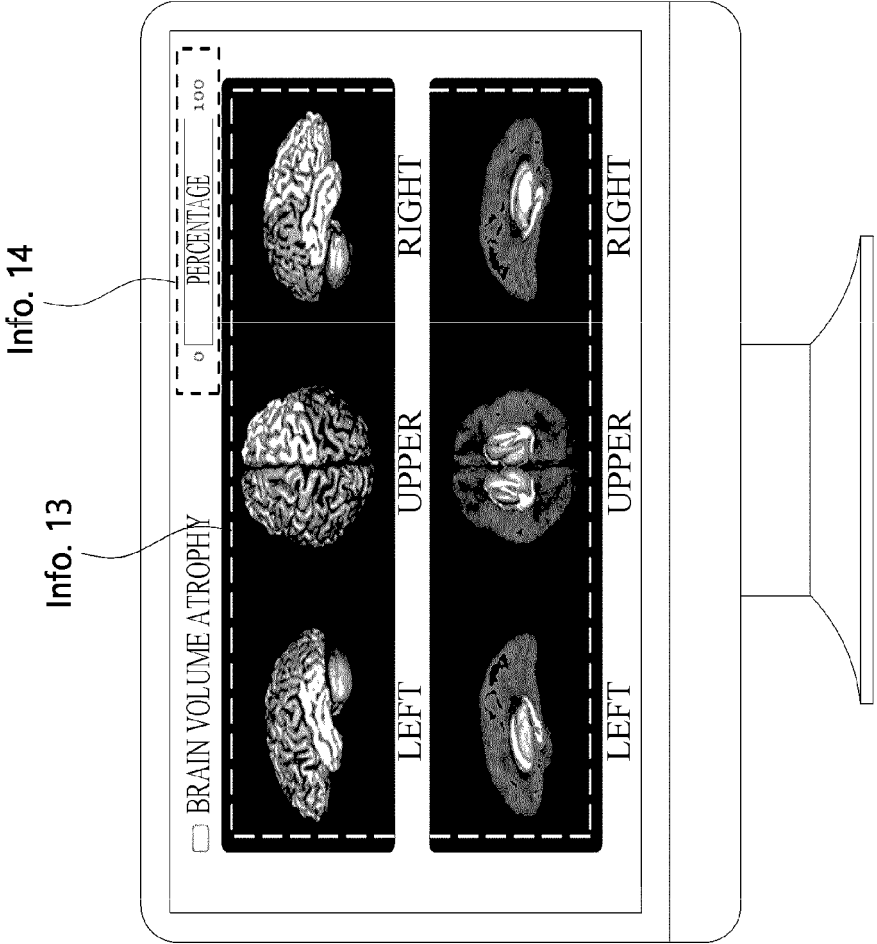 Info. 13
Info. 14
BRAIN VOLUME ATROPHY
0 PERCENTAGE 100
LEFT UPPER RIGHT
LEFT UPPER RIGHT